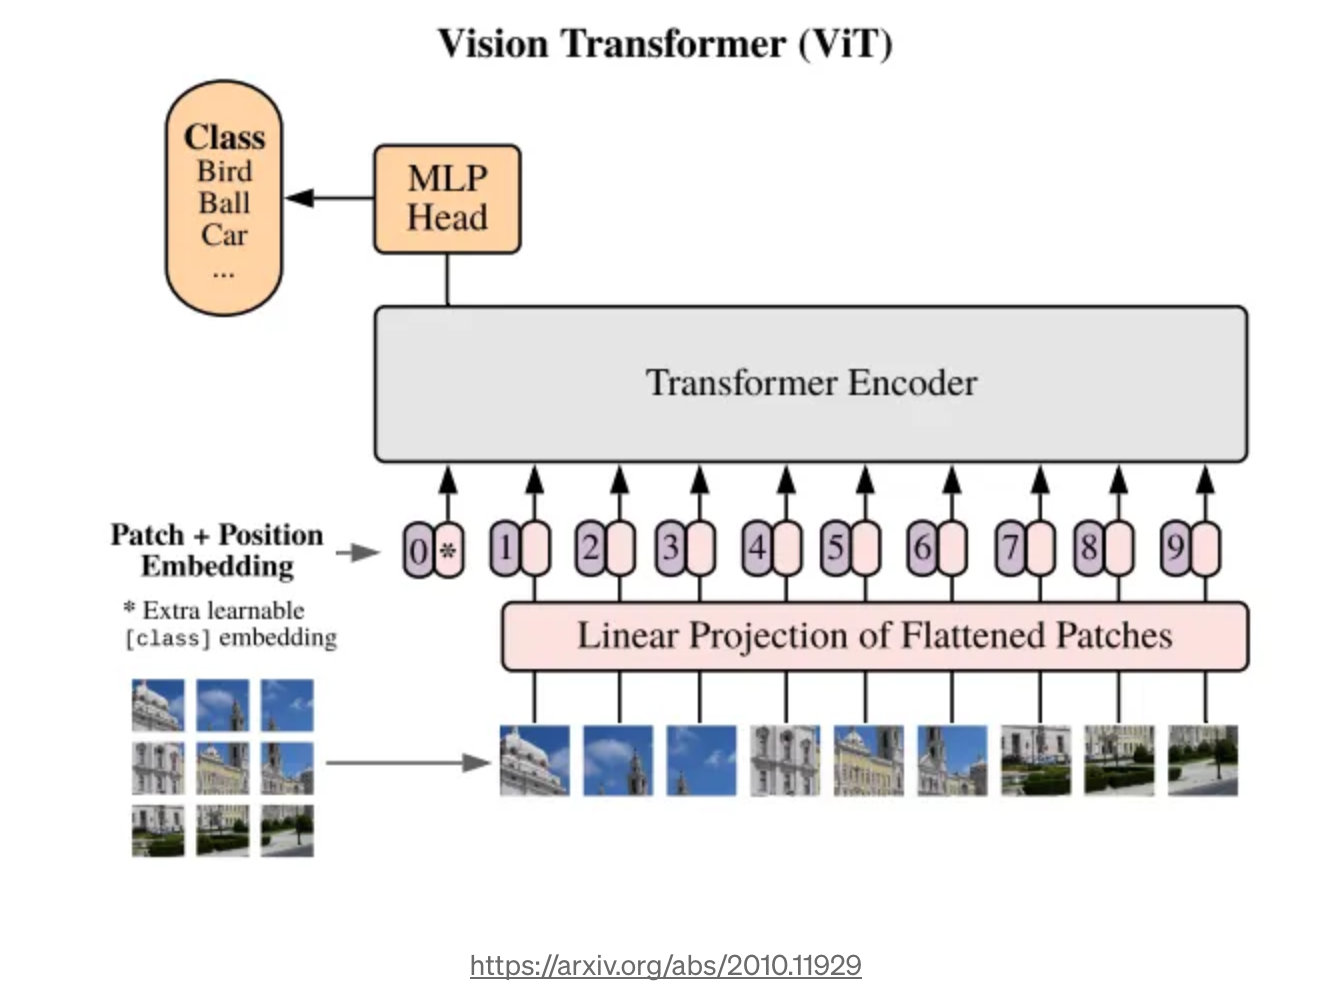 Vision Transformer (ViT)
Class
Bird
Ball
Car
...
MLP
Head
Transformer Encoder
Patch + Position
Embedding
* Extra learnable
[class] embedding
0 * 1 2 3 4 5 6 7 8 9
Linear Projection of Flattened Patches
https://arxiv.org/abs/2010.11929